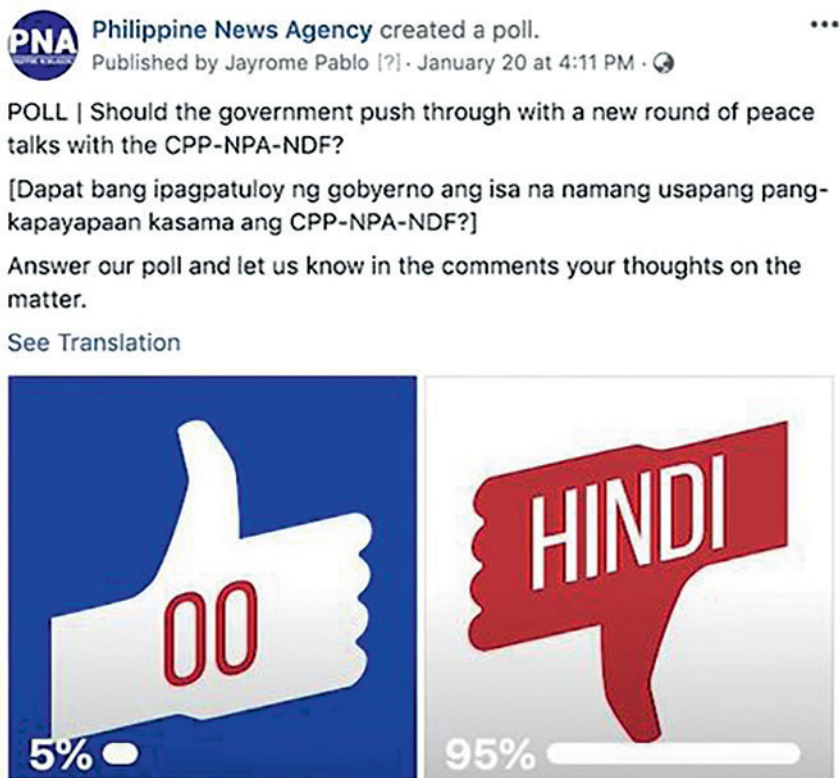 PNA
Philippine News Agency created a poll.
Published by Jayrome Pablo [?] · January 20 at 4:11 PM ·
POLL | Should the government push through with a new round of peace
talks with the CPP-NPA-NDF?
[Dapat bang ipagpatuloy ng gobyerno ang isa na namang usapang pang-
kapayapaan kasama ang CPP-NPA-NDF?]
Answer our poll and let us know in the comments your thoughts on the
matter.
See Translation
OO
HINDI
5%
95%